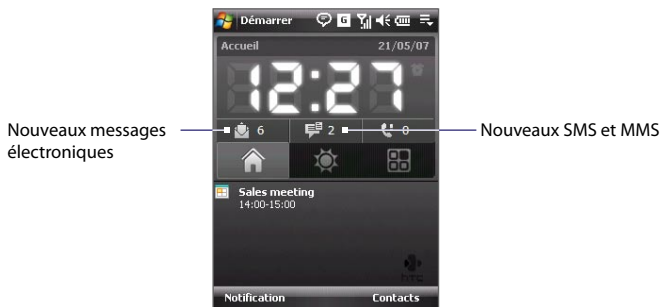 Démarrer
G
Accueil 21/05/07
12:27
6 2 0
Nouveaux messages
électroniques
Nouveaux SMS et MMS
Sales meeting
14:00-15:00
hTC
Notification Contacts